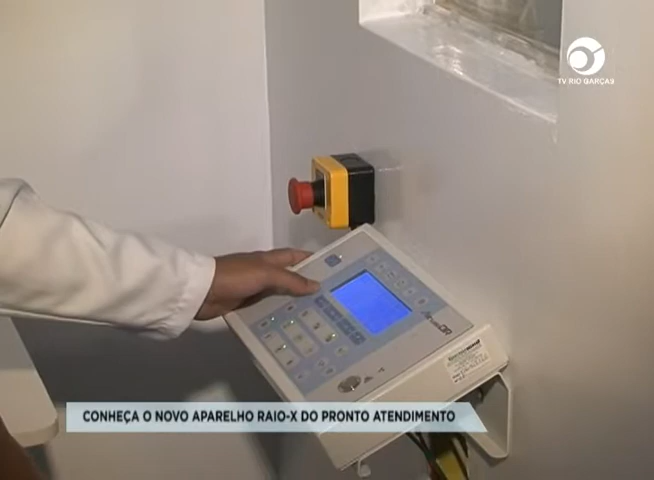 TV RIO GARÇAS
CONHEÇA O NOVO APARELHO RAIO-X DO PRONTO ATENDIMENTO